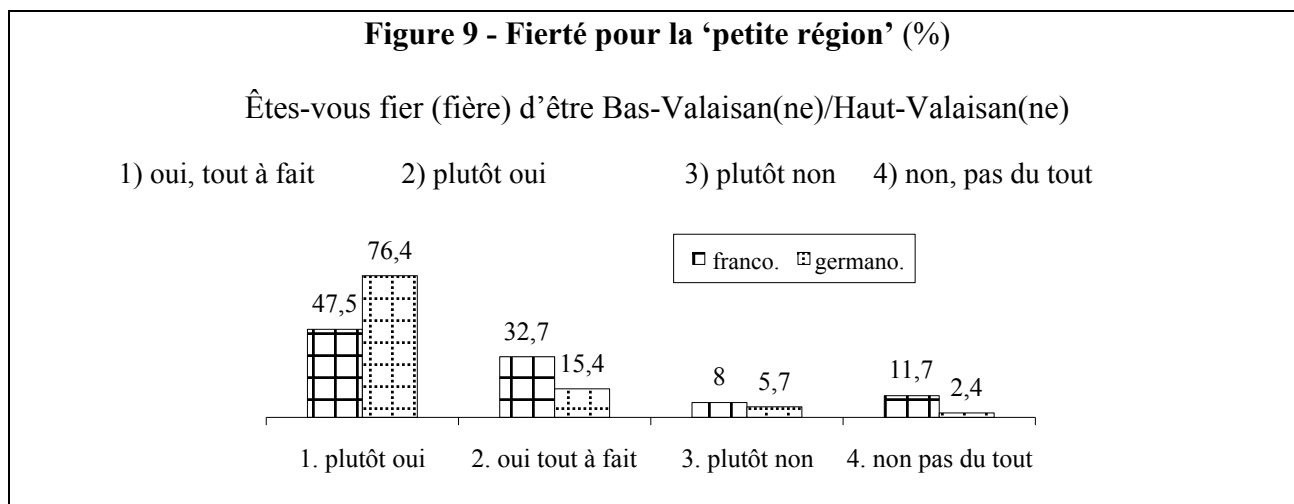 Figure 9 - Fierté pour la ‘petite région’ (%)
Êtes-vous fier (fière) d’être Bas-Valaisan(ne)/Haut-Valaisan(ne)
1) oui, tout à fait 2) plutôt oui 3) plutôt non 4) non, pas du tout
franco. germano.
47,5 76,4 32,7 15,4 8 5,7 11,7 2,4
1. plutôt oui 2. oui tout à fait 3. plutôt non 4. non pas du tout